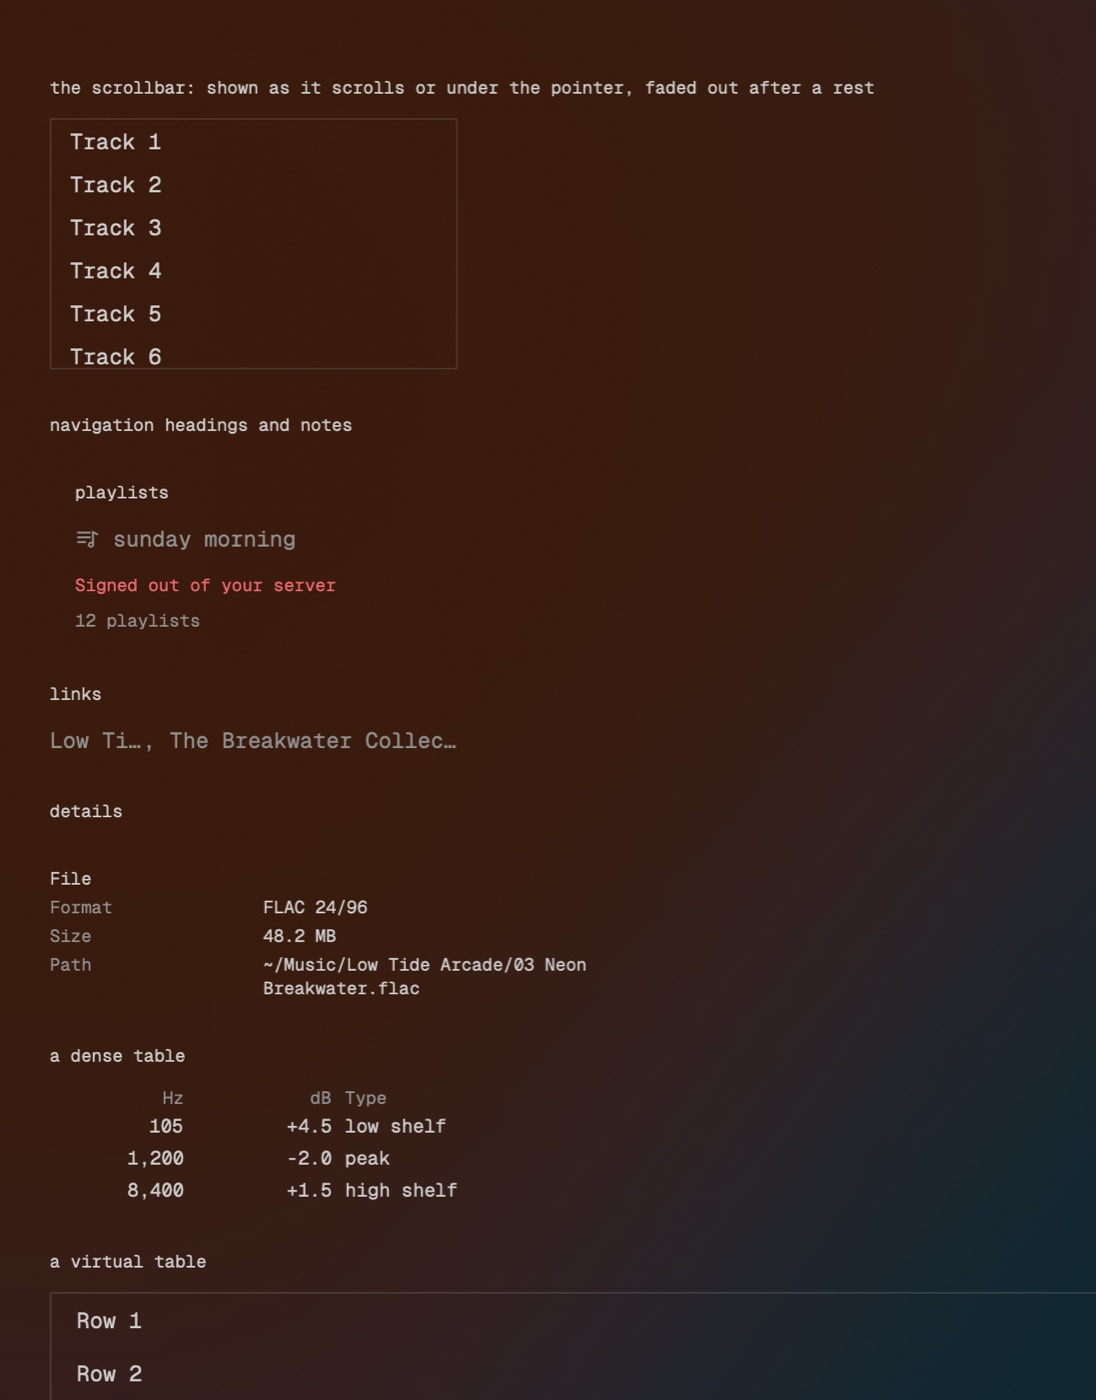 the scrollbar: shown as it scrolls or under the pointer, faded out after a rest
Track 1
Track 2
Track 3
Track 4
Track 5
Track 6
navigation headings and notes
playlists
sunday morning
Signed out of your server
12 playlists
links
Low Ti…, The Breakwater Collec…
details
File
Format FLAC 24/96
Size 48.2 MB
Path ~/Music/Low Tide Arcade/03 Neon
Breakwater.flac
a dense table
Hz dB Type
105 +4.5 low shelf
1,200 -2.0 peak
8,400 +1.5 high shelf
a virtual table
Row 1
Row 2